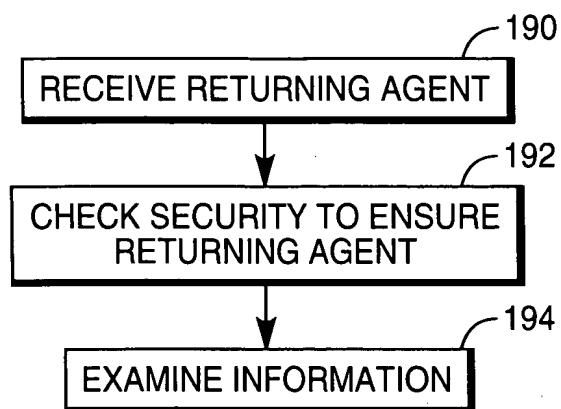 190
RECEIVE RETURNING AGENT
192
CHECK SECURITY TO ENSURE
RETURNING AGENT
194
EXAMINE INFORMATION